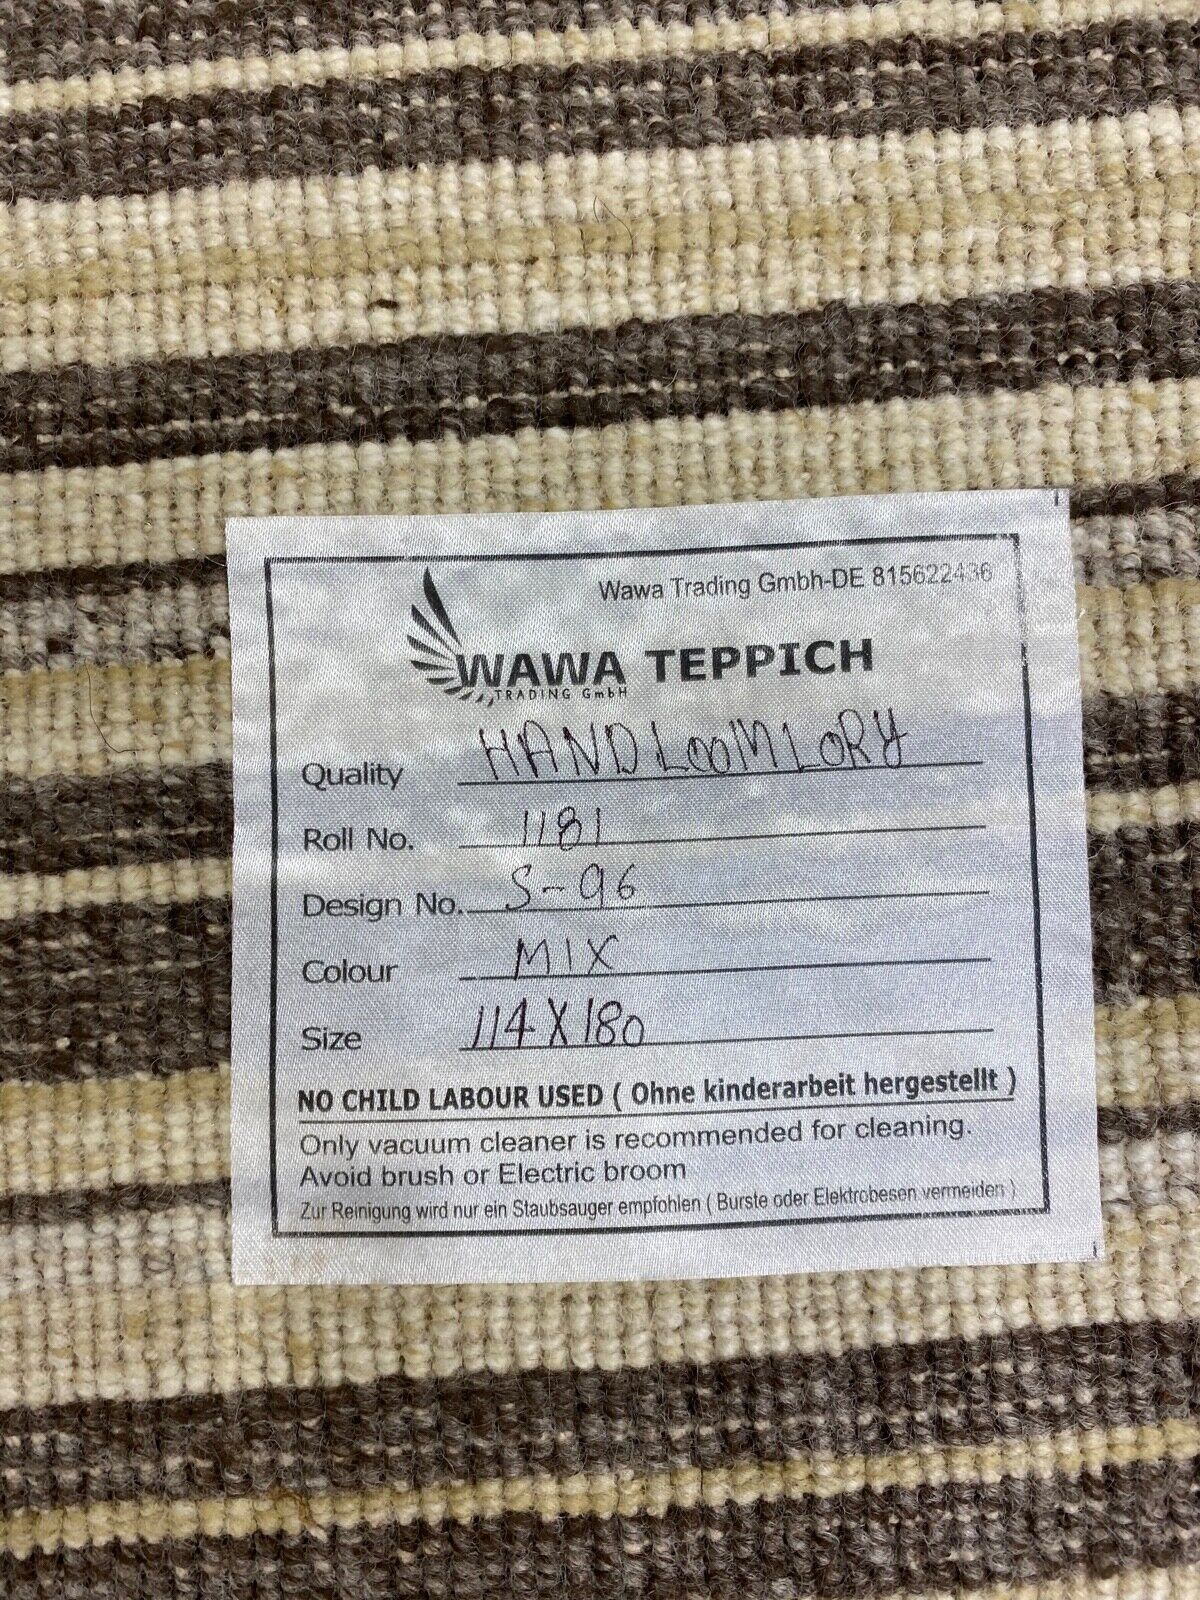 Wawa Trading Gmbh-DE 815622436
WAWA TEPPICH
TRADING GmbH
Quality HANDLOOMLORY
Roll No. 1181
Design No. S-96
Colour MIX
Size 114X180
NO CHILD LABOUR USED ( Ohne kinderarbeit hergestellt )
Only vacuum cleaner is recommended for cleaning.
Avoid brush or Electric broom
Zur Reinigung wird nur ein Staubsauger empfohlen ( Burste oder Elektrobesen vermeiden )